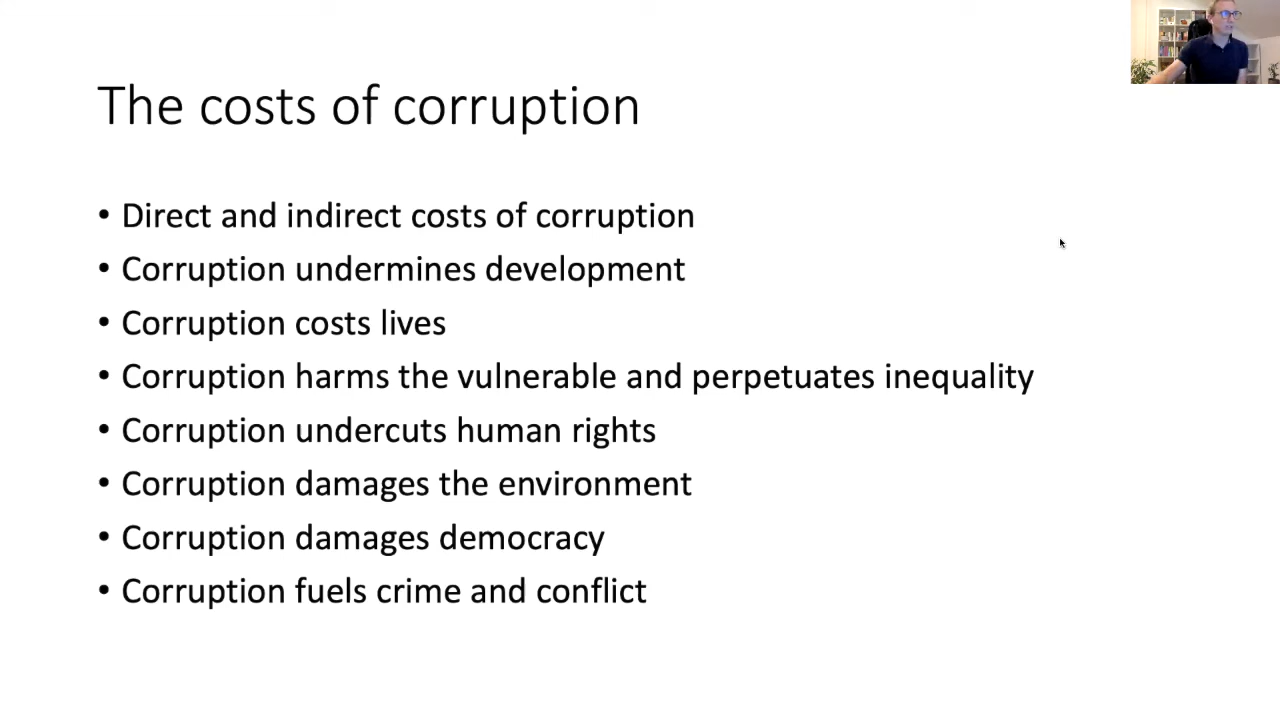 The costs of corruption
• Direct and indirect costs of corruption
• Corruption undermines development
• Corruption costs lives
• Corruption harms the vulnerable and perpetuates inequality
• Corruption undercuts human rights
• Corruption damages the environment
• Corruption damages democracy
• Corruption fuels crime and conflict